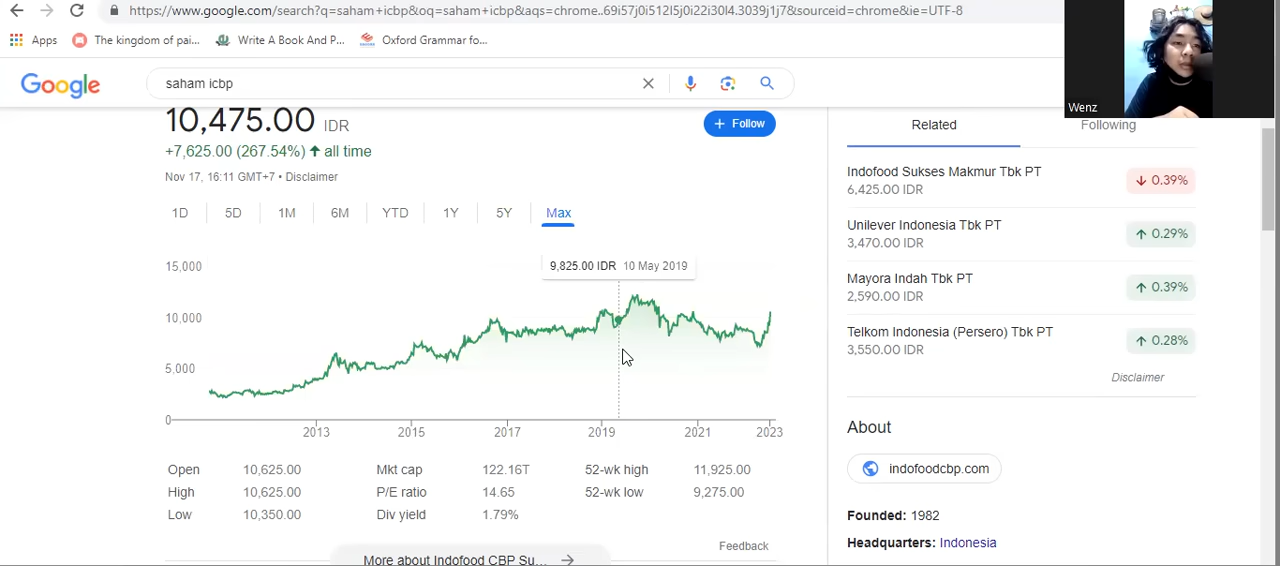 https://www.google.com/search?q=saham+icbp&oq=saham+icbp&aqs=chrome..69i57j0i512l5j0i22i30l4.3039j1j7&sourceid=chrome&ie=UTF-8
Apps The kingdom of pai... Write A Book And P... Oxford Grammar fo...
Google saham icbp
Wenz
10,475.00 IDR
+ Follow
+7,625.00 (267.54%) ↑ all time
Nov 17, 16:11 GMT+7 • Disclaimer
1D 5D 1M 6M YTD 1Y 5Y Max
9,825.00 IDR 10 May 2019
15,000
10,000
5,000
0
2013 2015 2017 2019 2021 2023
Open 10,625.00 Mkt cap 122.16T 52-wk high 11,925.00
High 10,625.00 P/E ratio 14.65 52-wk low 9,275.00
Low 10,350.00 Div yield 1.79%
Feedback
More about Indofood CBP Su... →
Related Following
Indofood Sukses Makmur Tbk PT
6,425.00 IDR ↓ 0.39%
Unilever Indonesia Tbk PT
3,470.00 IDR ↑ 0.29%
Mayora Indah Tbk PT
2,590.00 IDR ↑ 0.39%
Telkom Indonesia (Persero) Tbk PT
3,550.00 IDR ↑ 0.28%
Disclaimer
About
indofoodcbp.com
Founded: 1982
Headquarters: Indonesia